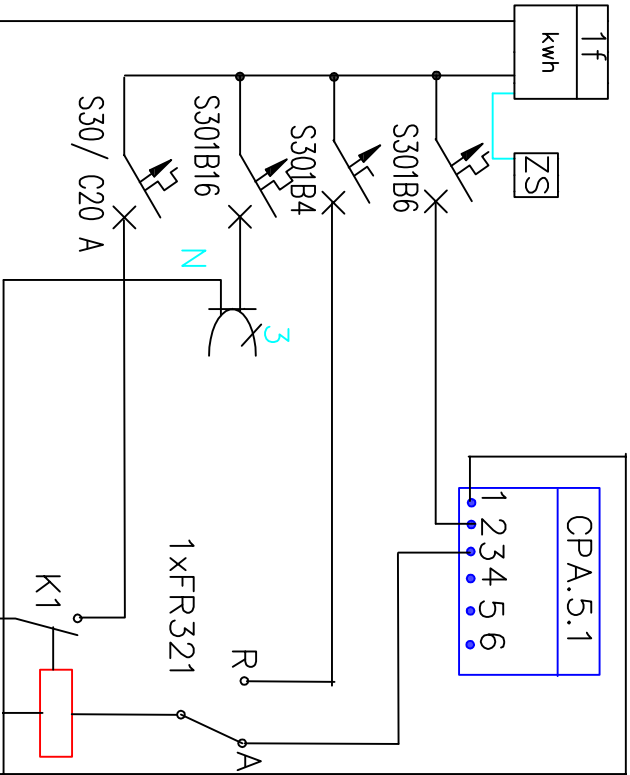 1f
kwh
ZS
S301B6
S301B4
S301B16
S30/ C20 A
N
3
CPA.5.1
1 2 3 4 5 6
1xFR321
K1
R
A